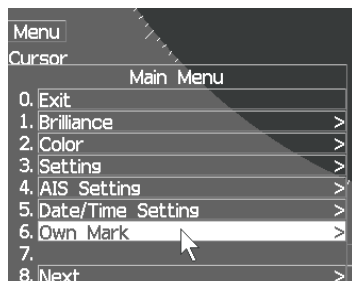 Menu
Cursor
Main Menu
0. Exit
1. Brilliance >
2. Color >
3. Setting >
4. AIS Setting >
5. Date/Time Setting >
6. Own Mark >
7.
8. Next >